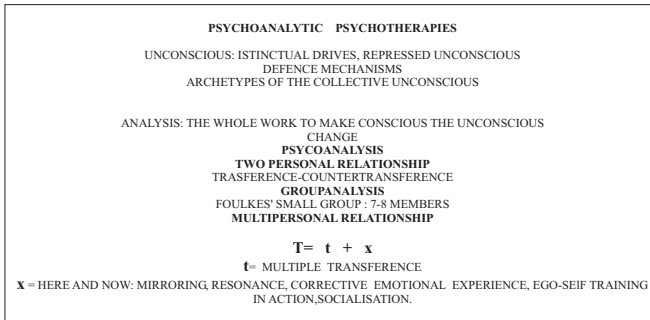 PSYCHOANALYTIC PSYCHOTHERAPIES
UNCONSCIOUS: ISTINCTUAL DRIVES, REPRESSED UNCONSCIOUS
DEFENCE MECHANISMS
ARCHETYPES OF THE COLLECTIVE UNCONSCIOUS
ANALYSIS: THE WHOLE WORK TO MAKE CONSCIOUS THE UNCONSCIOUS
CHANGE
PSYCOANALYSIS
TWO PERSONAL RELATIONSHIP
TRASFERENCE-COUNTERTRANSFERENCE
GROUPANALYSIS
FOULKES' SMALL GROUP : 7-8 MEMBERS
MULTIPERSONAL RELATIONSHIP
T= t + x
t= MULTIPLE TRANSFERENCE
x = HERE AND NOW: MIRRORING, RESONANCE, CORRECTIVE EMOTIONAL EXPERIENCE, EGO-SElF TRAINING
IN ACTION,SOCIALISATION.